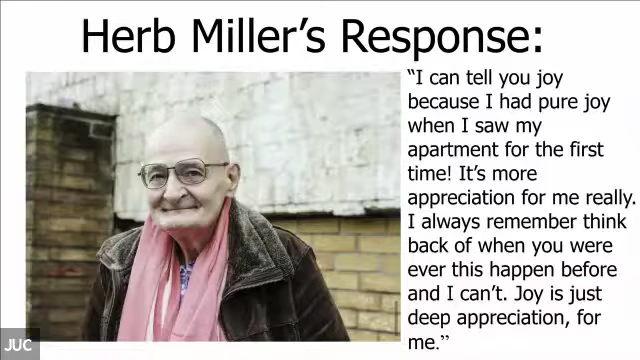 Herb Miller’s Response:
“I can tell you joy
because I had pure joy
when I saw my
apartment for the first
time! It’s more
appreciation for me really.
I always remember think
back of when you were
ever this happen before
and I can’t. Joy is just
deep appreciation, for
me.”
JUC